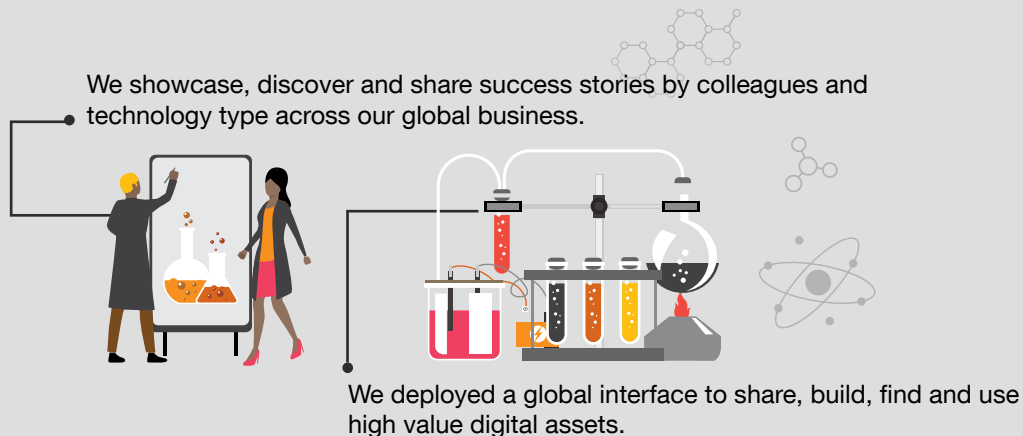 We showcase, discover and share success stories by colleagues and
technology type across our global business.
We deployed a global interface to share, build, find and use
high value digital assets.